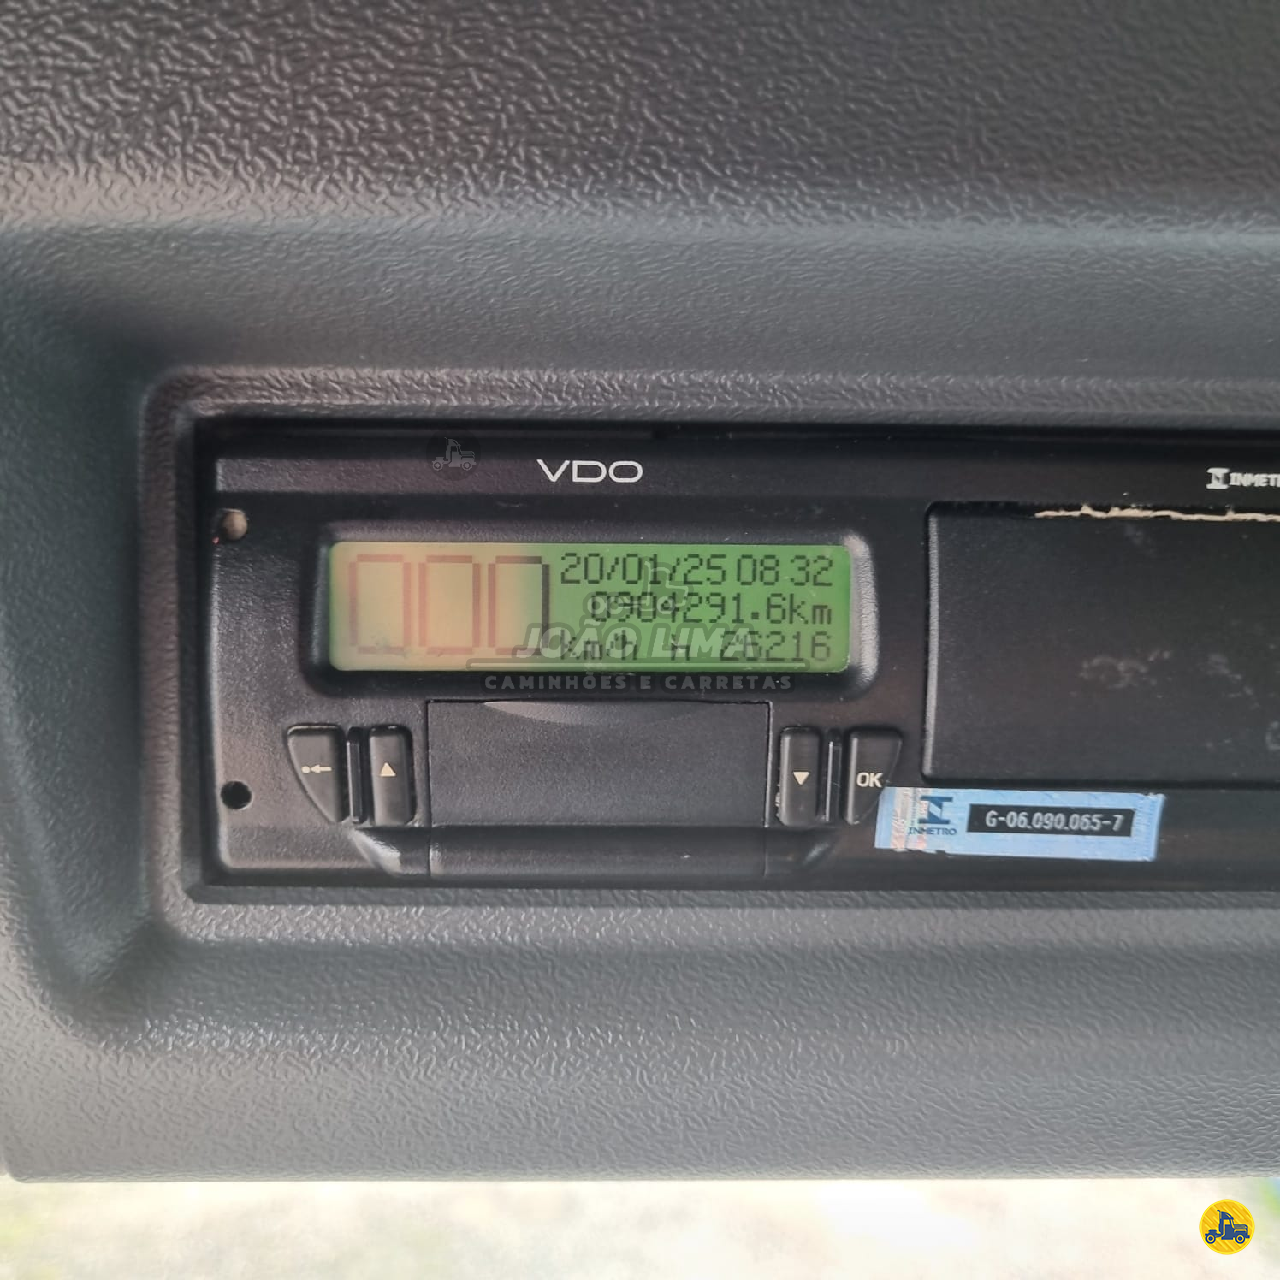 VDO
INMETR
000
20/01/25 08 32
0904291.6km
km/h H 26216
JOÃO LIMA
CAMINHÕES E CARRETAS
OK
INMETRO
G-06.090.065-7